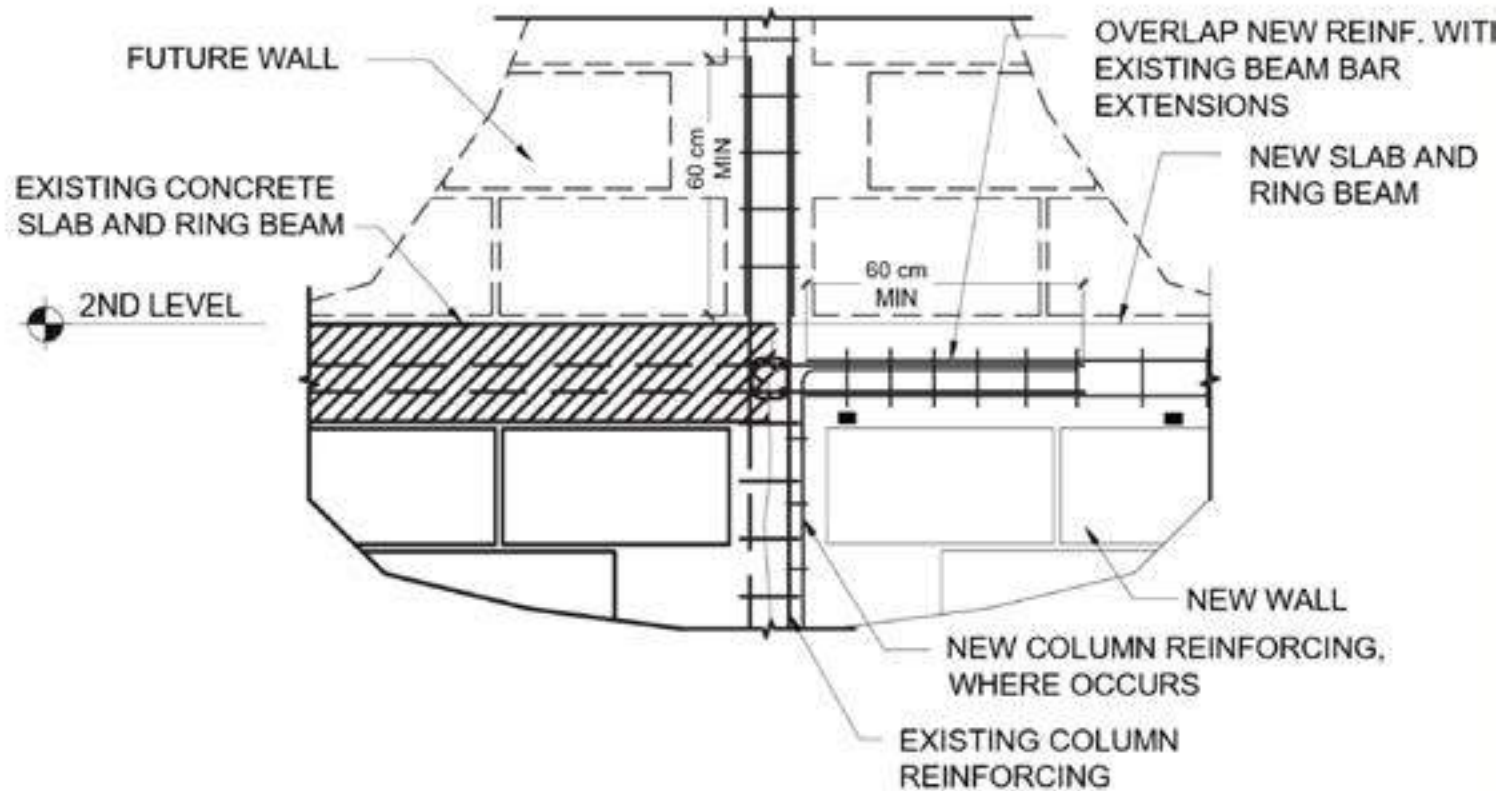 FUTURE WALL
OVERLAP NEW REINF. WITH
EXISTING BEAM BAR
EXTENSIONS
60 cm
MIN
NEW SLAB AND
RING BEAM
EXISTING CONCRETE
SLAB AND RING BEAM
60 cm
MIN
2ND LEVEL
NEW WALL
NEW COLUMN REINFORCING,
WHERE OCCURS
EXISTING COLUMN
REINFORCING